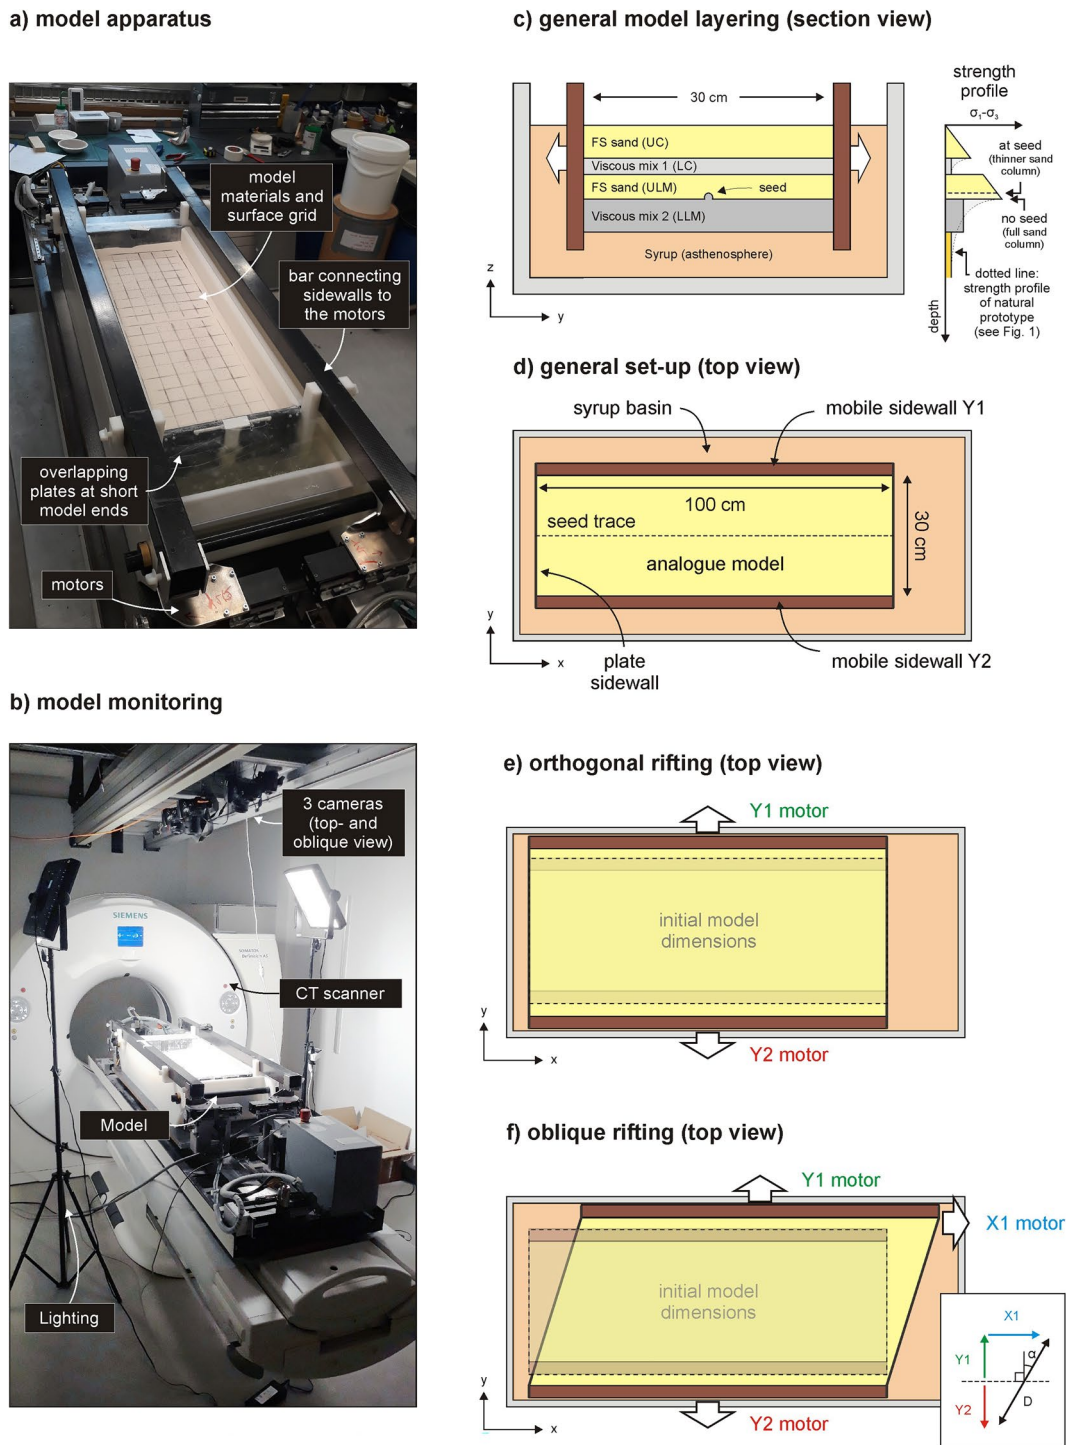 a) model apparatus
model
materials and
surface grid
bar connecting
sidewalls to
the motors
overlapping
plates at short
model ends
motors
b) model monitoring
3 cameras
(top- and
oblique view)
SIEMENS
CT scanner
Model
Lighting
c) general model layering (section view)
30 cm
FS sand (UC)
Viscous mix 1 (LC)
FS sand (ULM)
seed
Viscous mix 2 (LLM)
Syrup (asthenosphere)
z
y
strength
profile
σ1-σ3
at seed
(thinner sand
column)
no seed
(full sand
column)
dotted line:
strength profile
of natural
prototype
(see Fig. 1)
depth
d) general set-up (top view)
syrup basin
mobile sidewall Y1
100 cm
30 cm
seed trace
analogue model
y
x
plate
sidewall
mobile sidewall Y2
e) orthogonal rifting (top view)
Y1 motor
initial model
dimensions
y
x
Y2 motor
f) oblique rifting (top view)
Y1 motor
X1 motor
initial model
dimensions
y
x
Y2 motor
X1
Y1
α
Y2
D